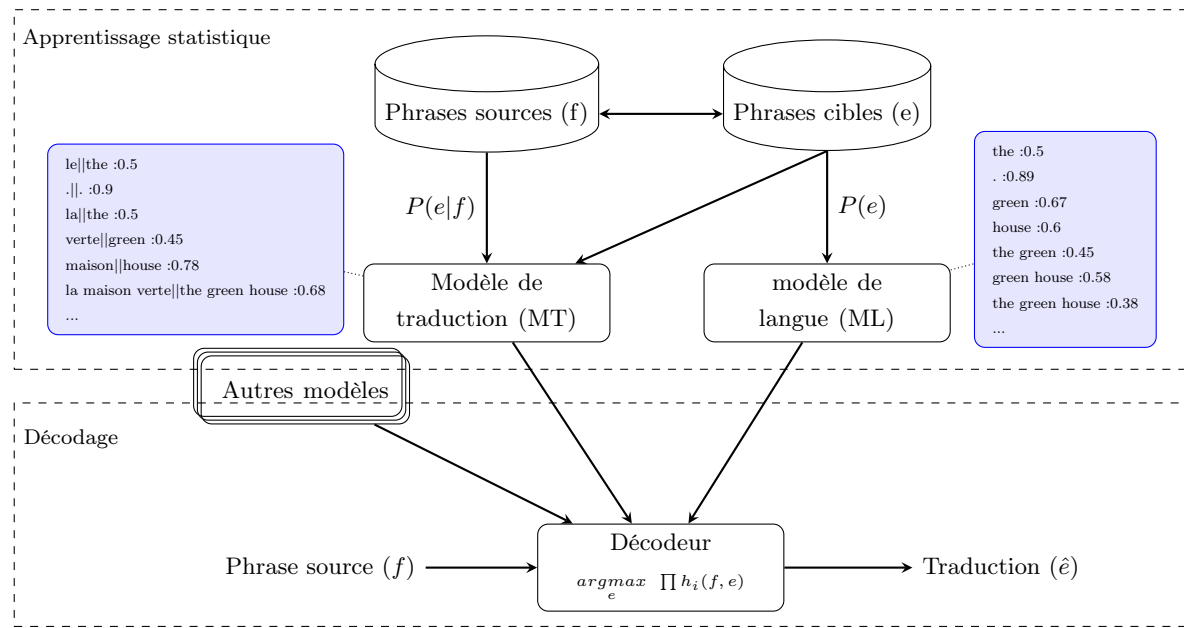 Apprentissage statistique
Phrases sources (f)
Phrases cibles (e)
le||the :0.5
.||. :0.9
la||the :0.5
verte||green :0.45
maison||house :0.78
la maison verte||the green house :0.68
...
P(e|f)
P(e)
the :0.5
. :0.89
green :0.67
house :0.6
the green :0.45
green house :0.58
the green house :0.38
...
Modèle de
traduction (MT)
modèle de
langue (ML)
Autres modèles
Décodage
Phrase source (f)
Décodeur
argmax ∏ h_i(f, e)
e
Traduction (ê)